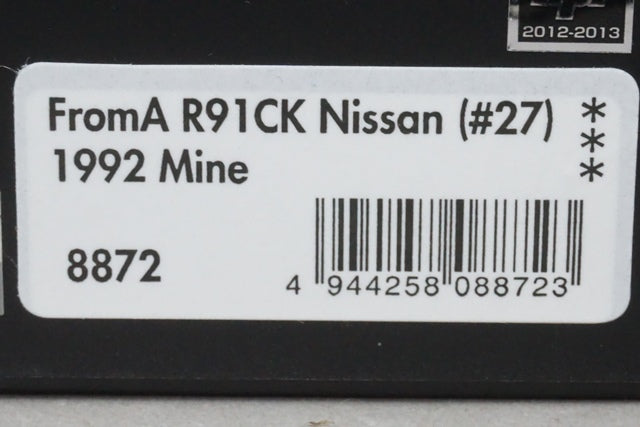 2012-2013
FromA R91CK Nissan (#27) ***
1992 Mine
8872
4 944258 088723